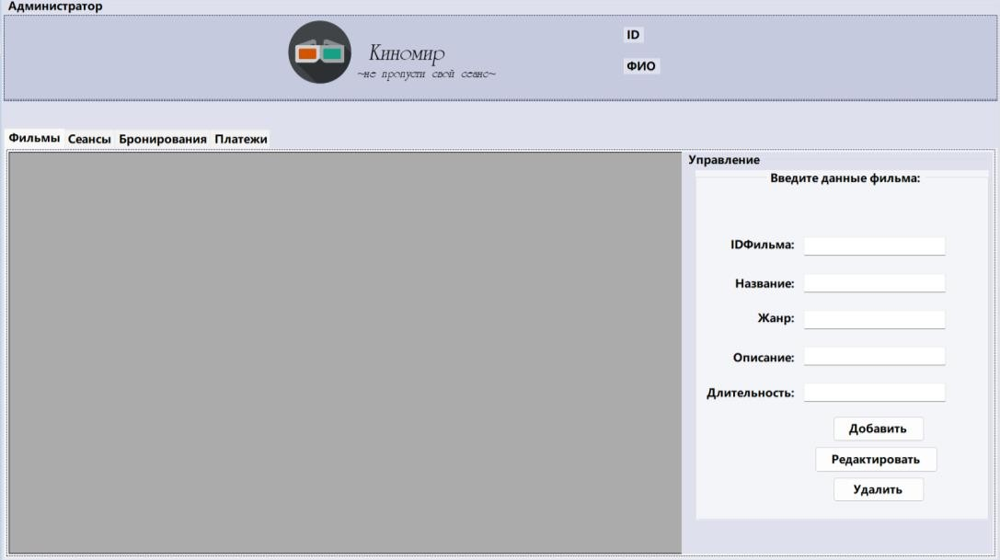 Администратор
Киномир
~не пропусти свой сеанс~
ID
ФИО
Фильмы Сеансы Бронирования Платежи
Управление
Введите данные фильма:
IDФильма:
Название:
Жанр:
Описание:
Длительность:
Добавить
Редактировать
Удалить